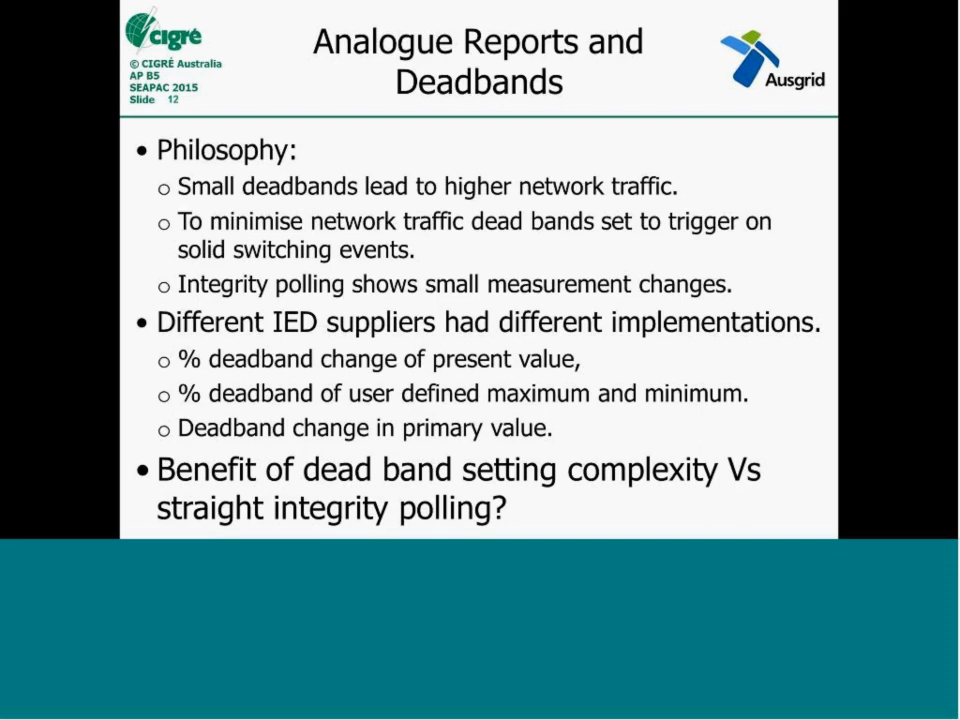 cigré
© CIGRÉ Australia
AP B5
SEAPAC 2015
Slide 12
Analogue Reports and
Deadbands
Ausgrid
• Philosophy:
o Small deadbands lead to higher network traffic.
o To minimise network traffic dead bands set to trigger on
solid switching events.
o Integrity polling shows small measurement changes.
• Different IED suppliers had different implementations.
o % deadband change of present value,
o % deadband of user defined maximum and minimum.
o Deadband change in primary value.
• Benefit of dead band setting complexity Vs
straight integrity polling?